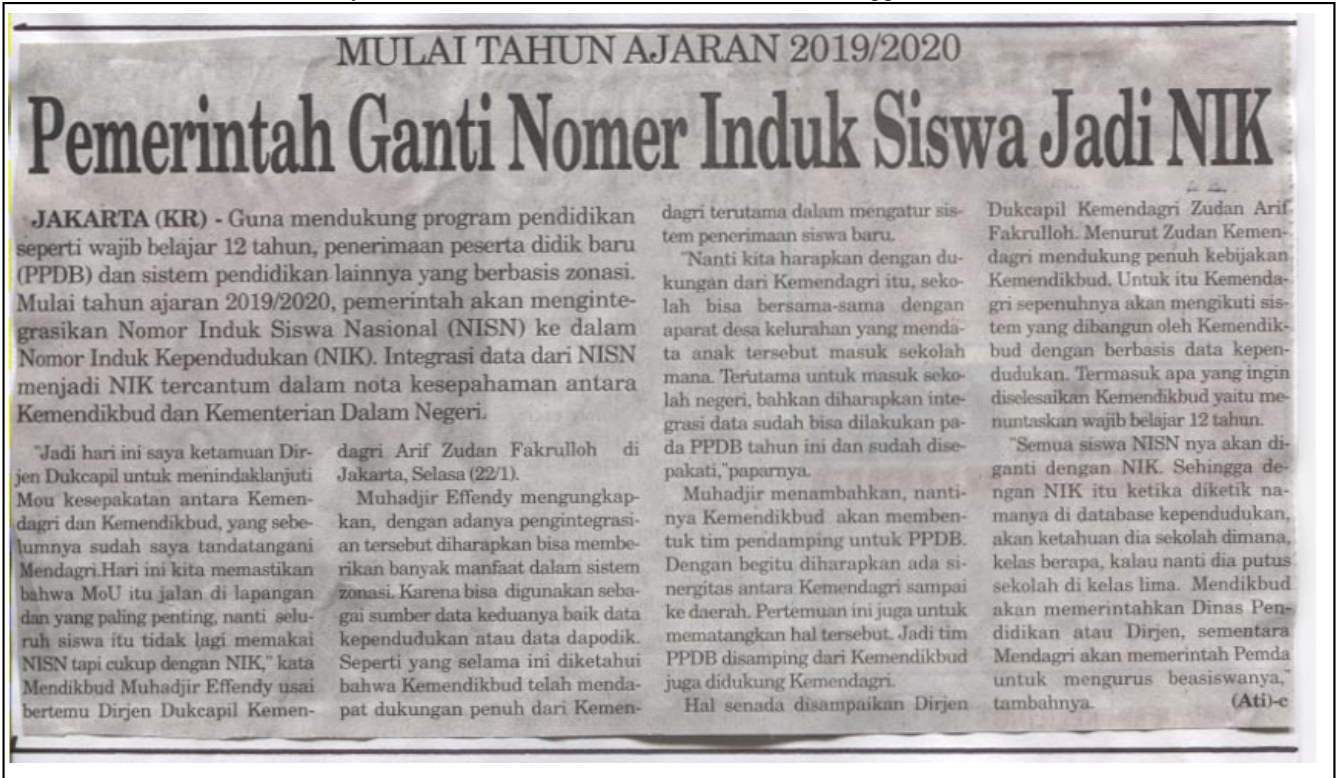 MULAI TAHUN AJARAN 2019/2020
Pemerintah Ganti Nomer Induk Siswa Jadi NIK
JAKARTA (KR) - Guna mendukung program pendidikan
seperti wajib belajar 12 tahun, penerimaan peserta didik baru
(PPDB) dan sistem pendidikan lainnya yang berbasis zonasi.
Mulai tahun ajaran 2019/2020, pemerintah akan menginte-
grasikan Nomor Induk Siswa Nasional (NISN) ke dalam
Nomor Induk Kependudukan (NIK). Integrasi data dari NISN
menjadi NIK tercantum dalam nota kesepahaman antara
Kemendikbud dan Kementerian Dalam Negeri.
"Jadi hari ini saya ketamuan Dir-
jen Dukcapil untuk menindaklanjuti
Mou kesepakatan antara Kemen-
dagri dan Kemendikbud, yang sebe-
lumnya sudah saya tandatangani
Mendagri.Hari ini kita memastikan
bahwa MoU itu jalan di lapangan
dan yang paling penting, nanti selu-
ruh siswa itu tidak lagi memakai
NISN tapi cukup dengan NIK," kata
Mendikbud Muhadjir Effendy usai
bertemu Dirjen Dukcapil Kemen-
dagri Arif Zudan Fakrulloh di
Jakarta, Selasa (22/1).
Muhadjir Effendy mengungkap-
kan, dengan adanya pengintegrasi-
an tersebut diharapkan bisa membe-
rikan banyak manfaat dalam sistem
zonasi. Karena bisa digunakan seba-
gai sumber data keduanya baik data
kependudukan atau data dapodik.
Seperti yang selama ini diketahui
bahwa Kemendikbud telah menda-
pat dukungan penuh dari Kemen-
dagri terutama dalam mengatur sis-
tem penerimaan siswa baru.
"Nanti kita harapkan dengan du-
kungan dari Kemendagri itu, seko-
lah bisa bersama-sama dengan
aparat desa kelurahan yang menda-
ta anak tersebut masuk sekolah
mana. Terutama untuk masuk seko-
lah negeri, bahkan diharapkan inte-
grasi data sudah bisa dilakukan pa-
da PPDB tahun ini dan sudah dise-
pakati,"paparnya.
Muhadjir menambahkan, nanti-
nya Kemendikbud akan memben-
tuk tim pendamping untuk PPDB.
Dengan begitu diharapkan ada si-
nergitas antara Kemendagri sampai
ke daerah. Pertemuan ini juga untuk
mematangkan hal tersebut. Jadi tim
PPDB disamping dari Kemendikbud
juga didukung Kemendagri.
Hal senada disampaikan Dirjen
Dukcapil Kemendagri Zudan Arif
Fakrulloh. Menurut Zudan Kemen-
dagri mendukung penuh kebijakan
Kemendikbud. Untuk itu Kemenda-
gri sepenuhnya akan mengikuti sis-
tem yang dibangun oleh Kemendik-
bud dengan berbasis data kepen-
dudukan. Termasuk apa yang ingin
diselesaikan Kemendikbud yaitu me-
nuntaskan wajib belajar 12 tahun.
"Semua siswa NISN nya akan di-
ganti dengan NIK. Sehingga de-
ngan NIK itu ketika diketik na-
manya di database kependudukan,
akan ketahuan dia sekolah dimana,
kelas berapa, kalau nanti dia putus
sekolah di kelas lima. Mendikbud
akan memerintahkan Dinas Pen-
didikan atau Dirjen, sementara
Mendagri akan memerintah Pemda
untuk mengurus beasiswanya,"
tambahnya. (Ati)-c